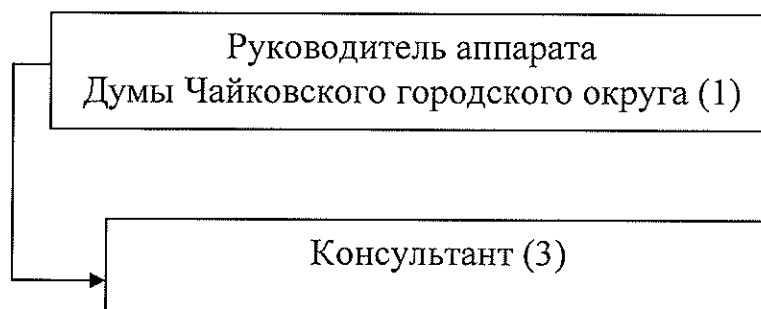 Руководитель аппарата
Думы Чайковского городского округа (1)
Консультант (3)